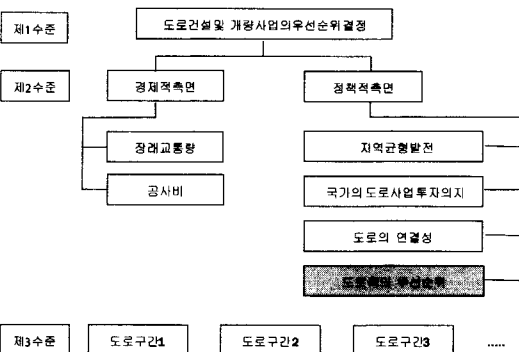 제1수준
도로건설및 개량사업의우선순위결정
제2수준
경제적측면
정책적측면
장래교통량
지역균형발전
공사비
국가의도로사업투자의지
도로의 연결성
우선순위
제3수준
도로구간1
도로구간2
도로구간3
.....